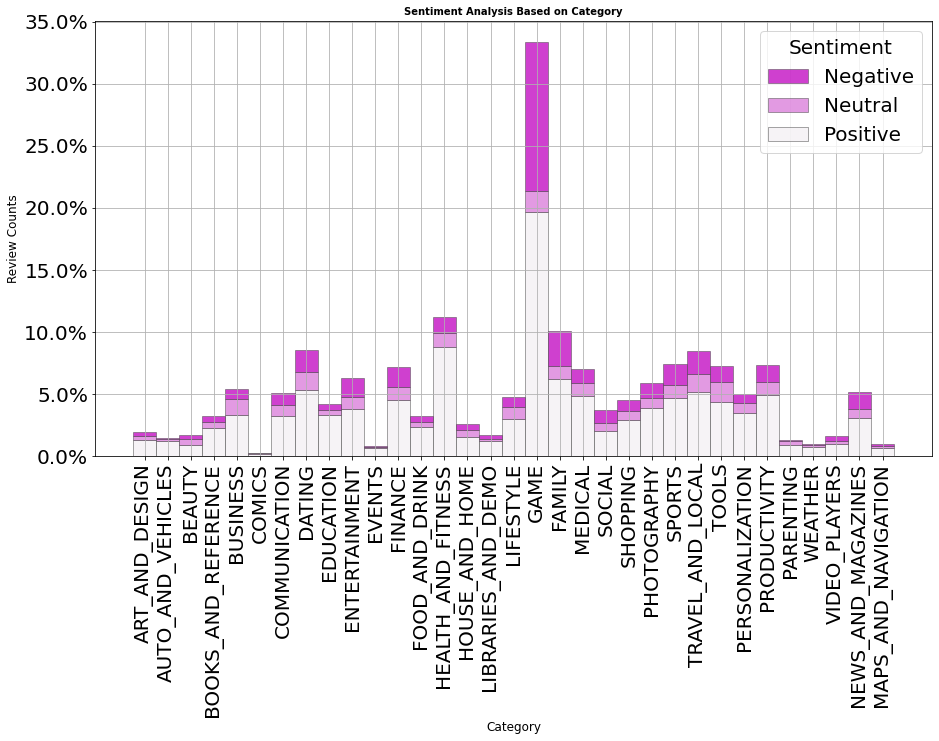 Sentiment Analysis Based on Category
35.0%
30.0%
25.0%
20.0%
15.0%
10.0%
5.0%
0.0%
Review Counts
Sentiment
Negative
Neutral
Positive
ART_AND_DESIGN
AUTO_AND_VEHICLES
BEAUTY
BOOKS_AND_REFERENCE
BUSINESS
COMICS
COMMUNICATION
DATING
EDUCATION
ENTERTAINMENT
EVENTS
FINANCE
FOOD_AND_DRINK
HEALTH_AND_FITNESS
HOUSE_AND_HOME
LIBRARIES_AND_DEMO
LIFESTYLE
GAME
FAMILY
MEDICAL
SOCIAL
SHOPPING
PHOTOGRAPHY
SPORTS
TRAVEL_AND_LOCAL
TOOLS
PERSONALIZATION
PRODUCTIVITY
PARENTING
WEATHER
VIDEO_PLAYERS
NEWS_AND_MAGAZINES
MAPS_AND_NAVIGATION
Category